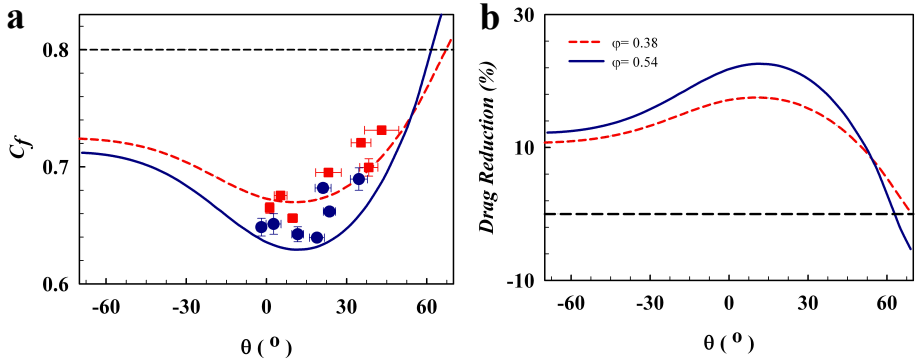 a
C_f
0.8
0.7
0.6
-60
-30
0
30
60
θ ( º )
b
Drag Reduction (%)
30
10
-10
φ= 0.38
φ= 0.54
-60
-30
0
30
60
θ ( º )